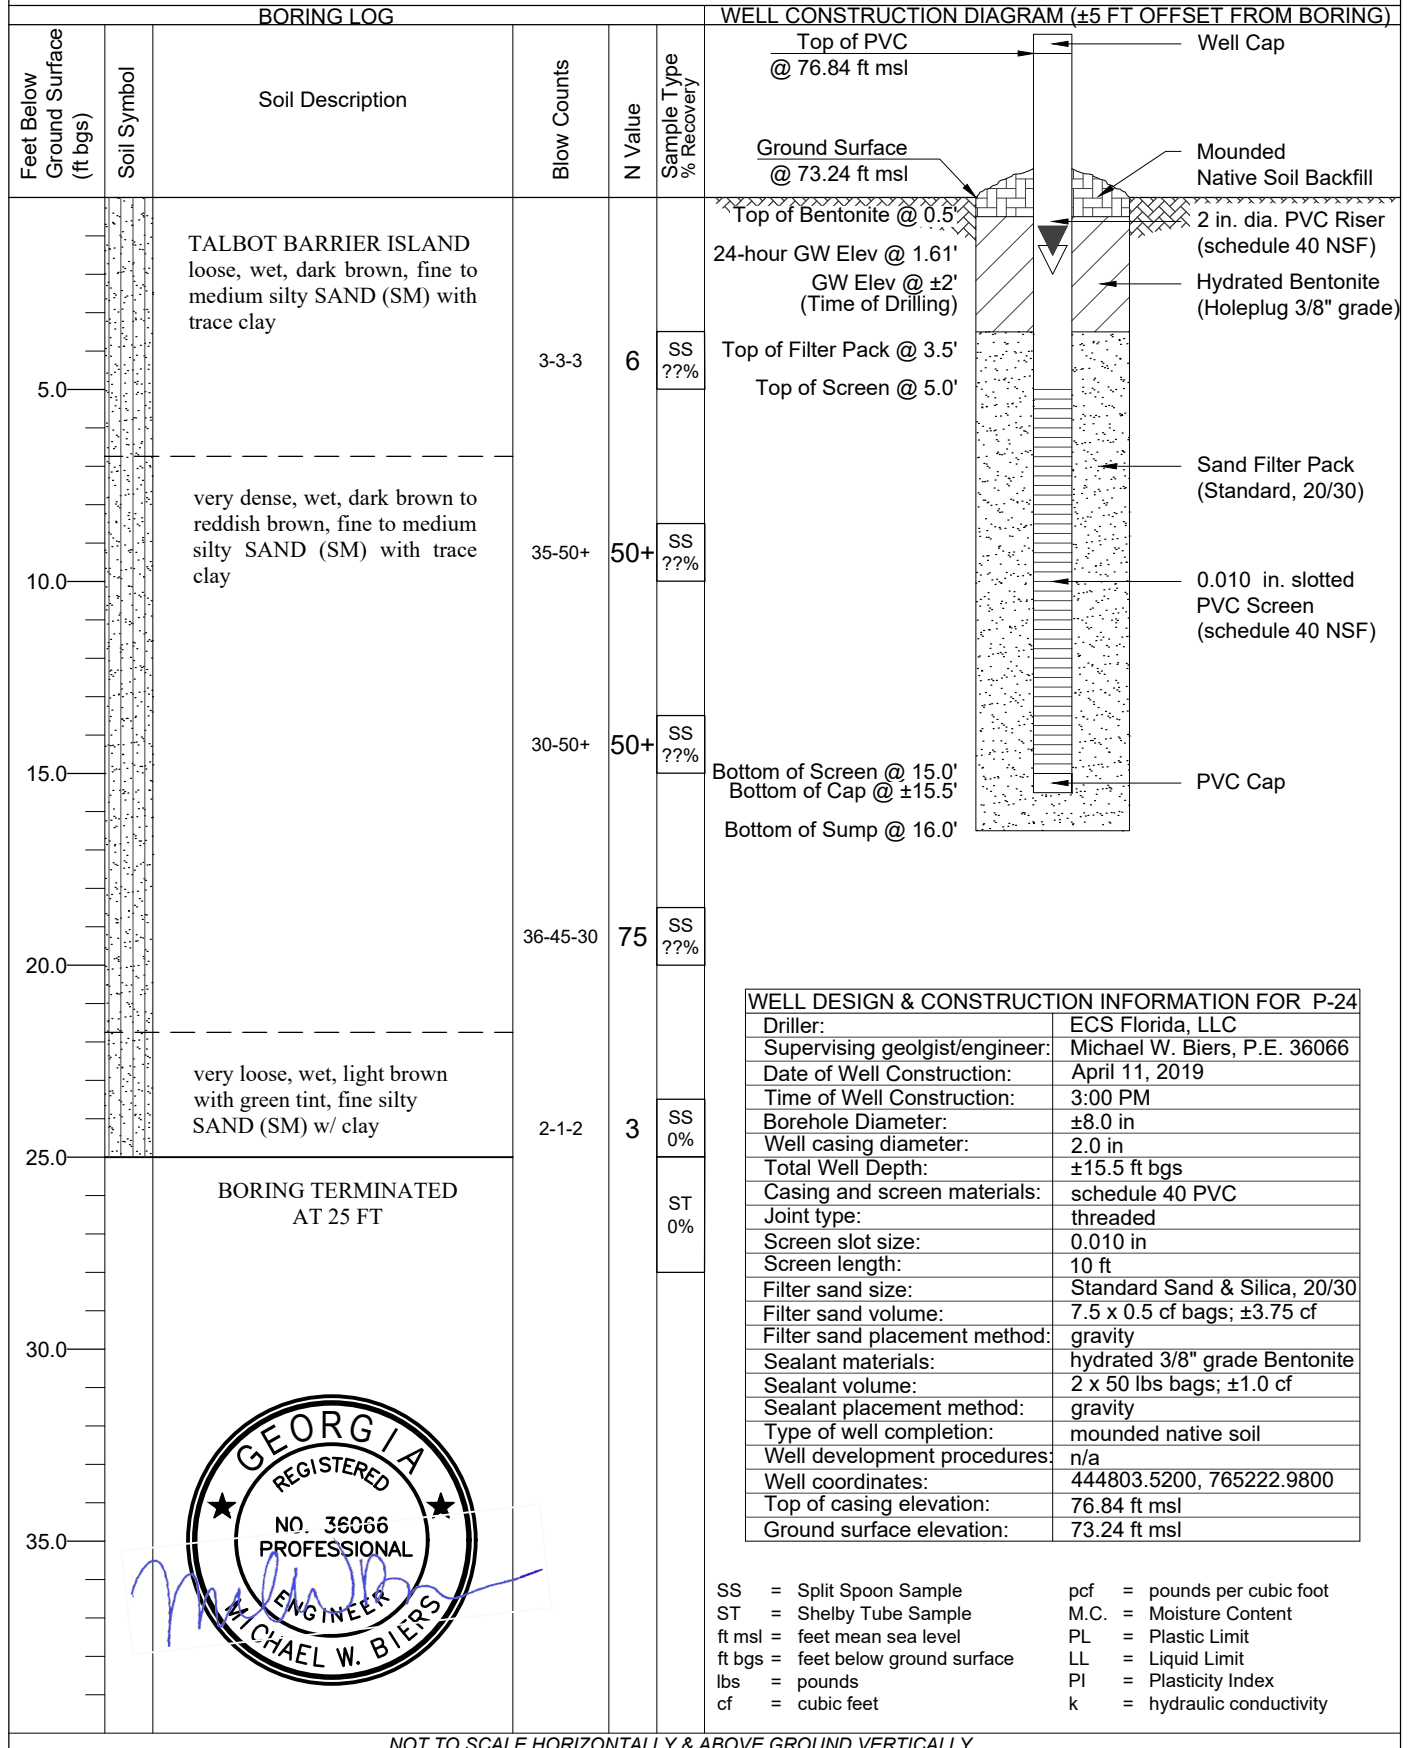 BORING LOG
WELL CONSTRUCTION DIAGRAM (±5 FT OFFSET FROM BORING)
Feet Below
Ground Surface
(ft bgs)
Soil Symbol
Soil Description
Blow Counts
N Value
Sample Type
% Recovery
5.0
10.0
15.0
20.0
25.0
30.0
35.0
TALBOT BARRIER ISLAND
loose, wet, dark brown, fine to
medium silty SAND (SM) with
trace clay
3-3-3
6
SS
??%
very dense, wet, dark brown to
reddish brown, fine to medium
silty SAND (SM) with trace
clay
35-50+
50+
SS
??%
30-50+
50+
SS
??%
36-45-30
75
SS
??%
very loose, wet, light brown
with green tint, fine silty
SAND (SM) w/ clay
2-1-2
3
SS
0%
BORING TERMINATED
AT 25 FT
ST
0%
Top of PVC
@ 76.84 ft msl
Well Cap
Ground Surface
@ 73.24 ft msl
Mounded
Native Soil Backfill
Top of Bentonite @ 0.5'
2 in. dia. PVC Riser
(schedule 40 NSF)
24-hour GW Elev @ 1.61'
GW Elev @ ±2'
(Time of Drilling)
Hydrated Bentonite
(Holeplug 3/8" grade)
Top of Filter Pack @ 3.5'
Top of Screen @ 5.0'
Sand Filter Pack
(Standard, 20/30)
0.010 in. slotted
PVC Screen
(schedule 40 NSF)
Bottom of Screen @ 15.0'
Bottom of Cap @ ±15.5'
PVC Cap
Bottom of Sump @ 16.0'
WELL DESIGN & CONSTRUCTION INFORMATION FOR P-24
Driller: ECS Florida, LLC
Supervising geolgist/engineer: Michael W. Biers, P.E. 36066
Date of Well Construction: April 11, 2019
Time of Well Construction: 3:00 PM
Borehole Diameter: ±8.0 in
Well casing diameter: 2.0 in
Total Well Depth: ±15.5 ft bgs
Casing and screen materials: schedule 40 PVC
Joint type: threaded
Screen slot size: 0.010 in
Screen length: 10 ft
Filter sand size: Standard Sand & Silica, 20/30
Filter sand volume: 7.5 x 0.5 cf bags; ±3.75 cf
Filter sand placement method: gravity
Sealant materials: hydrated 3/8" grade Bentonite
Sealant volume: 2 x 50 lbs bags; ±1.0 cf
Sealant placement method: gravity
Type of well completion: mounded native soil
Well development procedures: n/a
Well coordinates: 444803.5200, 765222.9800
Top of casing elevation: 76.84 ft msl
Ground surface elevation: 73.24 ft msl
GEORGIA
REGISTERED
NO. 36066
PROFESSIONAL
ENGINEER
MICHAEL W. BIERS
SS = Split Spoon Sample
ST = Shelby Tube Sample
ft msl = feet mean sea level
ft bgs = feet below ground surface
lbs = pounds
cf = cubic feet
pcf = pounds per cubic foot
M.C. = Moisture Content
PL = Plastic Limit
LL = Liquid Limit
PI = Plasticity Index
k = hydraulic conductivity
NOT TO SCALE HORIZONTALLY & ABOVE GROUND VERTICALLY